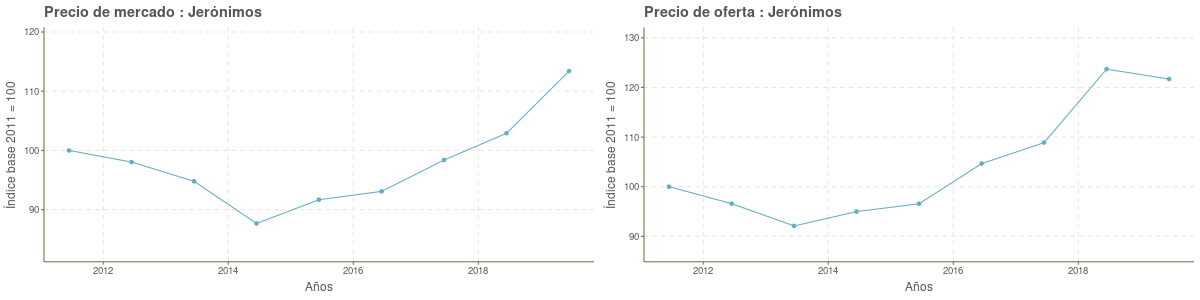 Precio de mercado : Jerónimos
Índice base 2011 = 100
120
110
100
90
2012 2014 2016 2018
Años
Precio de oferta : Jerónimos
Índice base 2011 = 100
130
120
110
100
90
2012 2014 2016 2018
Años